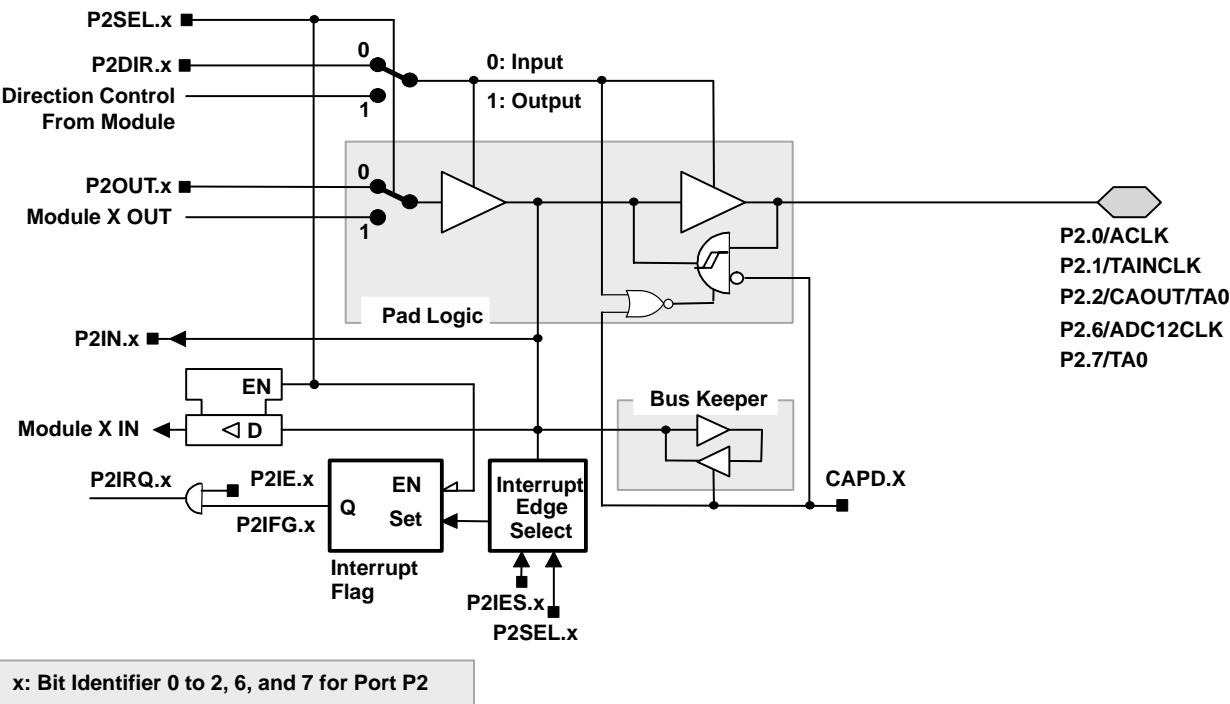 P2SEL.x
0
P2DIR.x
0: Input
Direction Control
From Module
1
1: Output
P2OUT.x
0
Module X OUT
1
P2.0/ACLK
P2.1/TAINCLK
P2.2/CAOUT/TA0
P2.6/ADC12CLK
P2.7/TA0
Pad Logic
P2IN.x
EN
Bus Keeper
Module X IN
D
P2IRQ.x
P2IE.x
P2IFG.x
Q
EN
Set
Interrupt
Edge
Select
CAPD.X
Interrupt
Flag
P2IES.x
P2SEL.x
x: Bit Identifier 0 to 2, 6, and 7 for Port P2